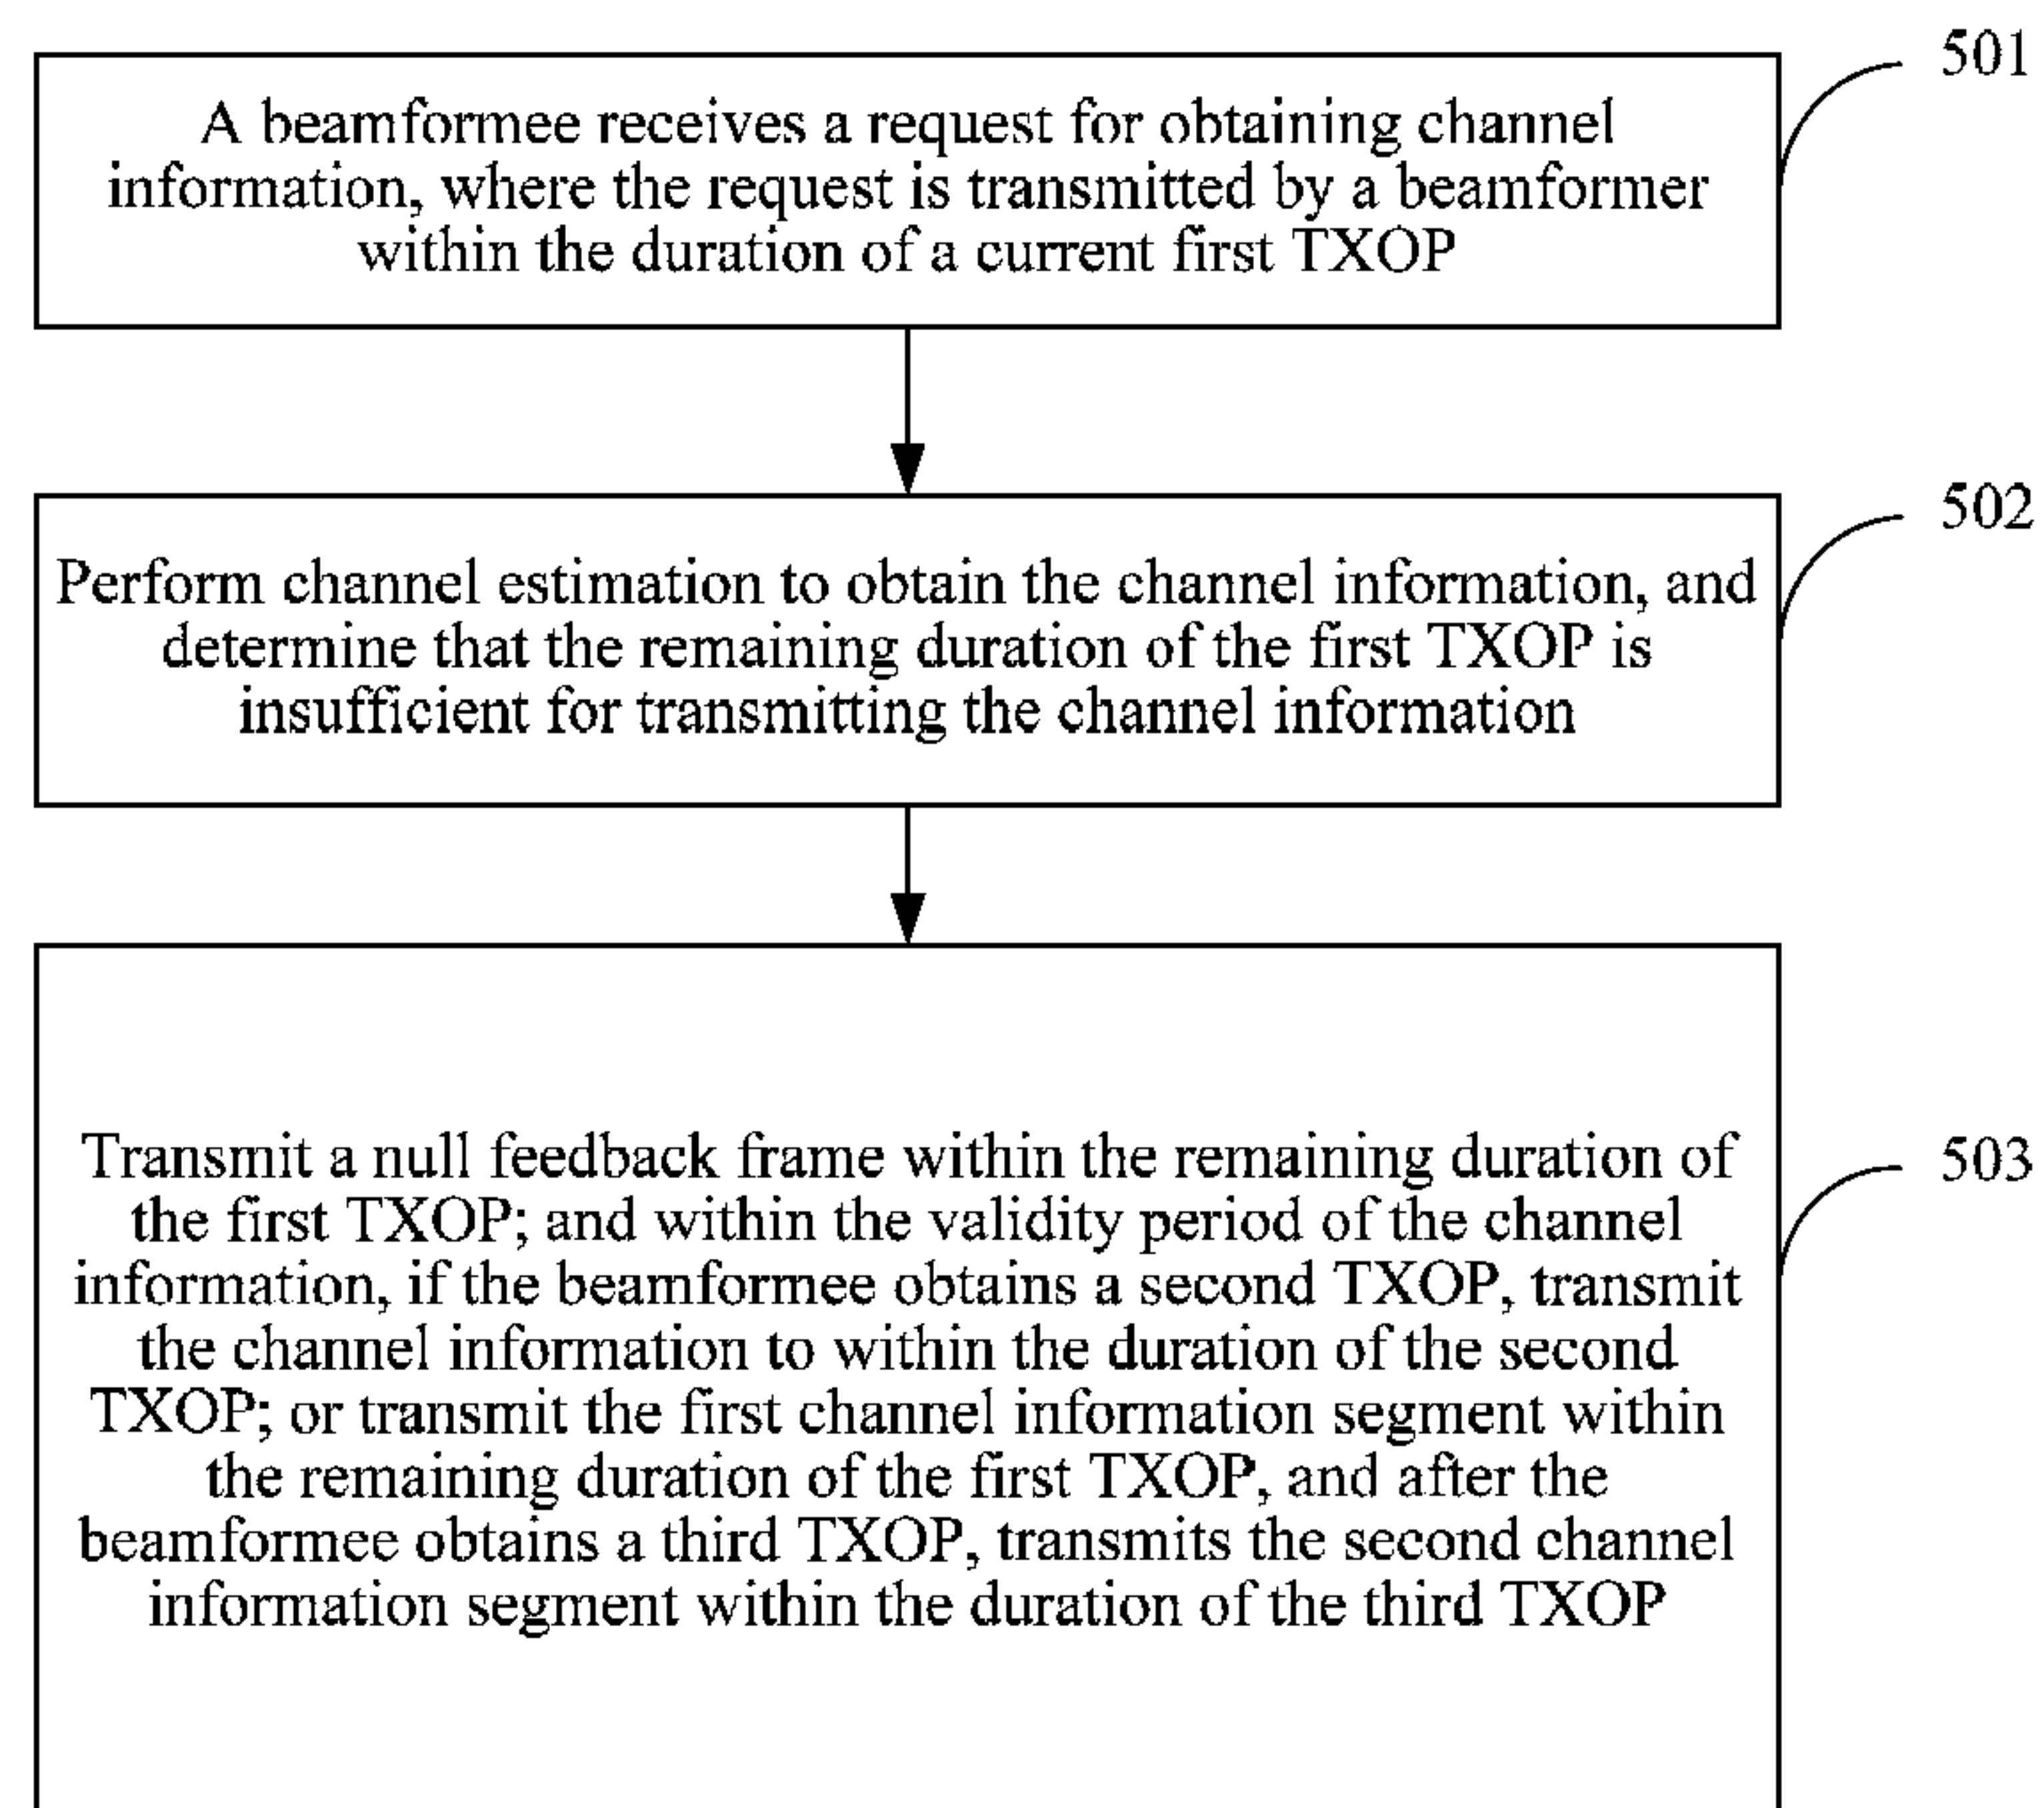 501
A beamformee receives a request for obtaining channel
information, where the request is transmitted by a beamformer
within the duration of a current first TXOP
502
Perform channel estimation to obtain the channel information, and
determine that the remaining duration of the first TXOP is
insufficient for transmitting the channel information
503
Transmit a null feedback frame within the remaining duration of
the first TXOP; and within the validity period of the channel
information, if the beamformee obtains a second TXOP, transmit
the channel information to within the duration of the second
TXOP; or transmit the first channel information segment within
the remaining duration of the first TXOP, and after the
beamformee obtains a third TXOP, transmits the second channel
information segment within the duration of the third TXOP